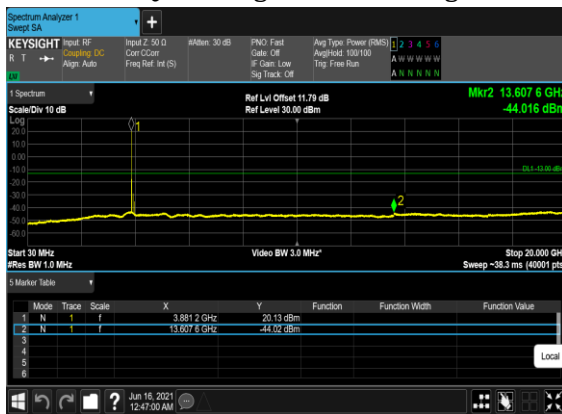 Spectrum Analyzer 1
Swept SA
KEYSIGHT Input: RF Input Z: 50 Ω #Atten: 30 dB PNO: Fast Avg Type: Power (RMS) 1 2 3 4 5 6
R T Coupling: DC Corr CCorr Gate: Off Avg|Hold: 100/100 A W W W W W
Align: Auto Freq Ref: Int (S) IF Gain: Low Trig: Free Run
LU Sig Track: Off A N N N N N
1 Spectrum
Ref Lvl Offset 11.79 dB Mkr2 13.607 6 GHz
Scale/Div 10 dB Ref Level 30.00 dBm -44.016 dBm
Log
20.0
10.0
0.00
-10.0 DL1 -13.00 dBm
-20.0
-30.0
-40.0
-50.0
-60.0
1
2
Start 30 MHz Video BW 3.0 MHz* Stop 20.000 GHz
#Res BW 1.0 MHz Sweep ~38.3 ms (40001 pts)
5 Marker Table
Mode Trace Scale X Y Function Function Width Function Value
1 N 1 f 3.881 2 GHz 20.13 dBm
2 N 1 f 13.607 6 GHz -44.02 dBm
3
4
5
6
Local
? Jun 16, 2021
12:47:00 AM